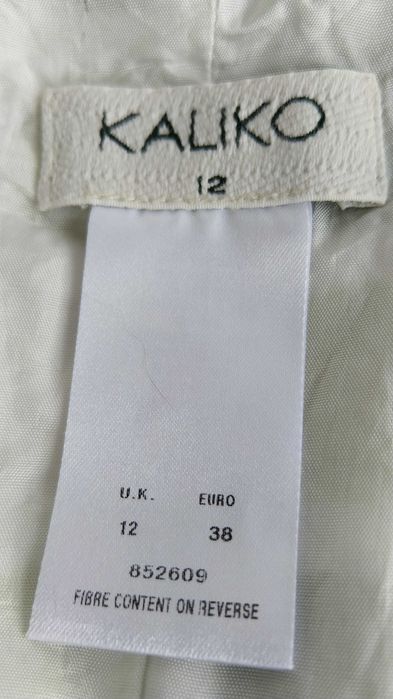 KALIKO
12
U.K. EURO
12 38
852609
FIBRE CONTENT ON REVERSE